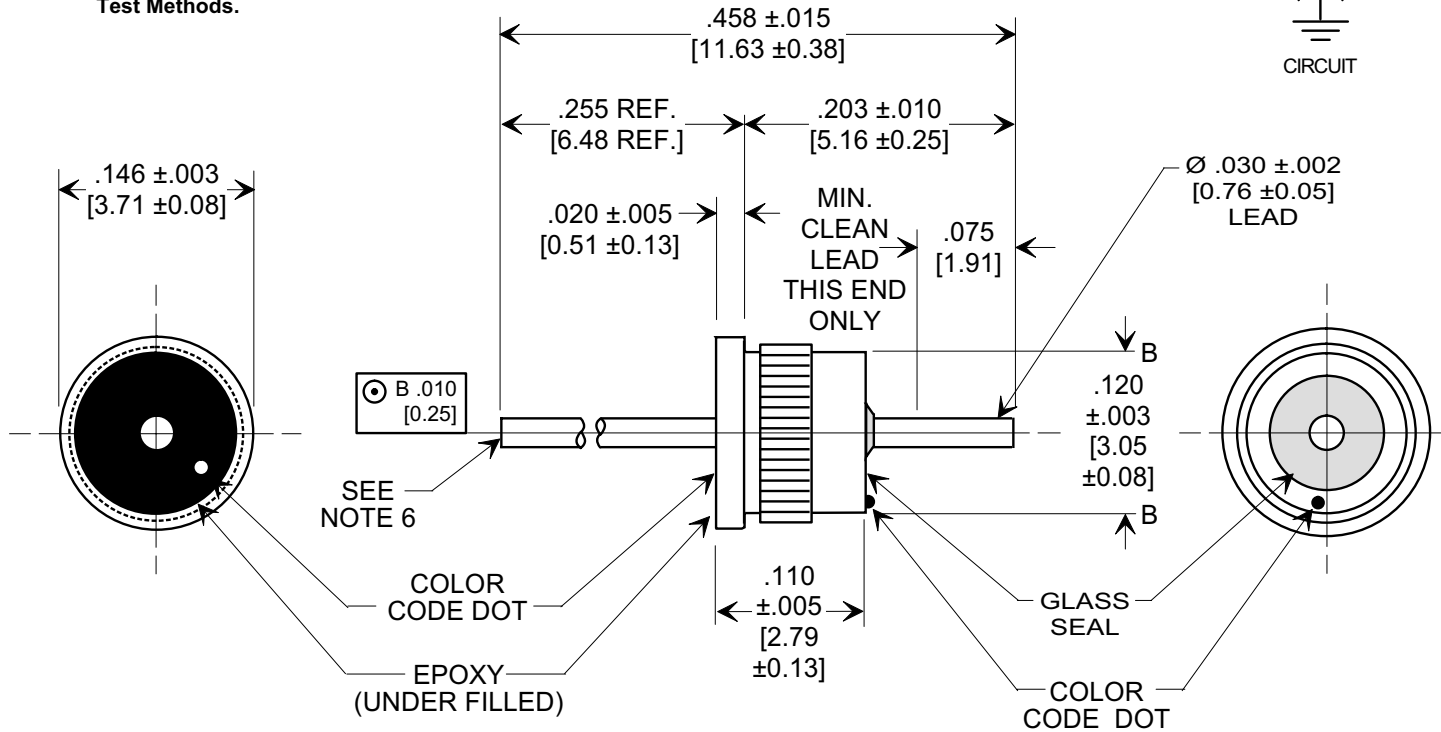 Test Methods.
.458 ±.015
[11.63 ±0.38]
CIRCUIT
.255 REF.
[6.48 REF.]
.203 ±.010
[5.16 ±0.25]
.146 ±.003
[3.71 ±0.08]
Ø .030 ±.002
[0.76 ±0.05]
LEAD
.020 ±.005
[0.51 ±0.13]
MIN.
CLEAN
LEAD
THIS END
ONLY
.075
[1.91]
B .010
[0.25]
B
.120
±.003
[3.05
±0.08]
B
SEE
NOTE 6
COLOR
CODE DOT
EPOXY
(UNDER FILLED)
.110
±.005
[2.79
±0.13]
GLASS
SEAL
COLOR
CODE DOT